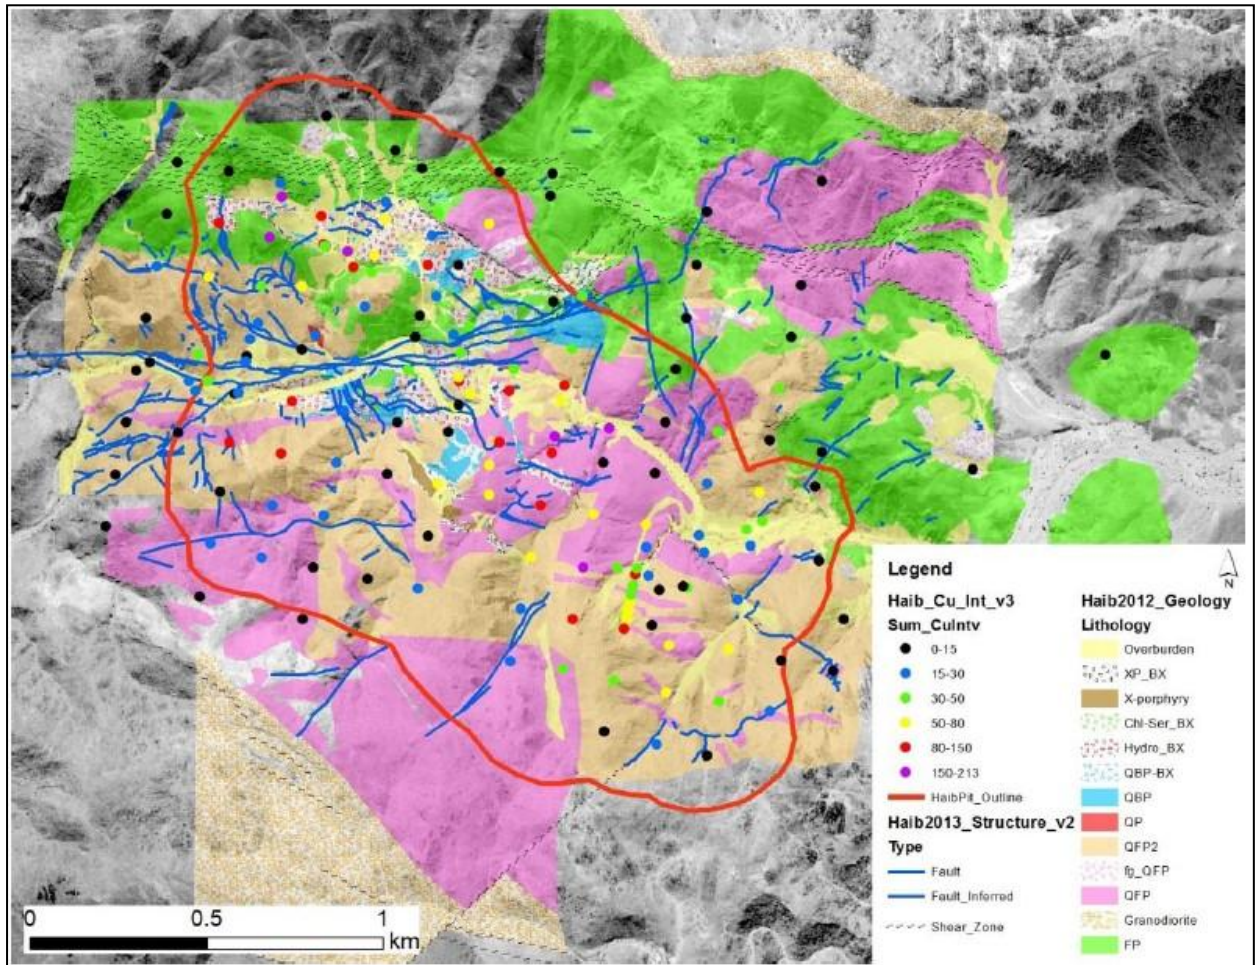 Legend
Haib_Cu_Int_v3
Sum_CuIntv
0-15
15-30
30-50
50-80
80-150
150-213
HaibPit_Outline
Haib2013_Structure_v2
Type
Fault
Fault_Inferred
Shear_Zone
Haib2012_Geology
Lithology
Overburden
XP_BX
X-porphyry
Chl-Ser_BX
Hydro_BX
QBP-BX
QBP
QP
QFP2
fg_QFP
QFP
Granodiorite
FP
N
0 0.5 1
km